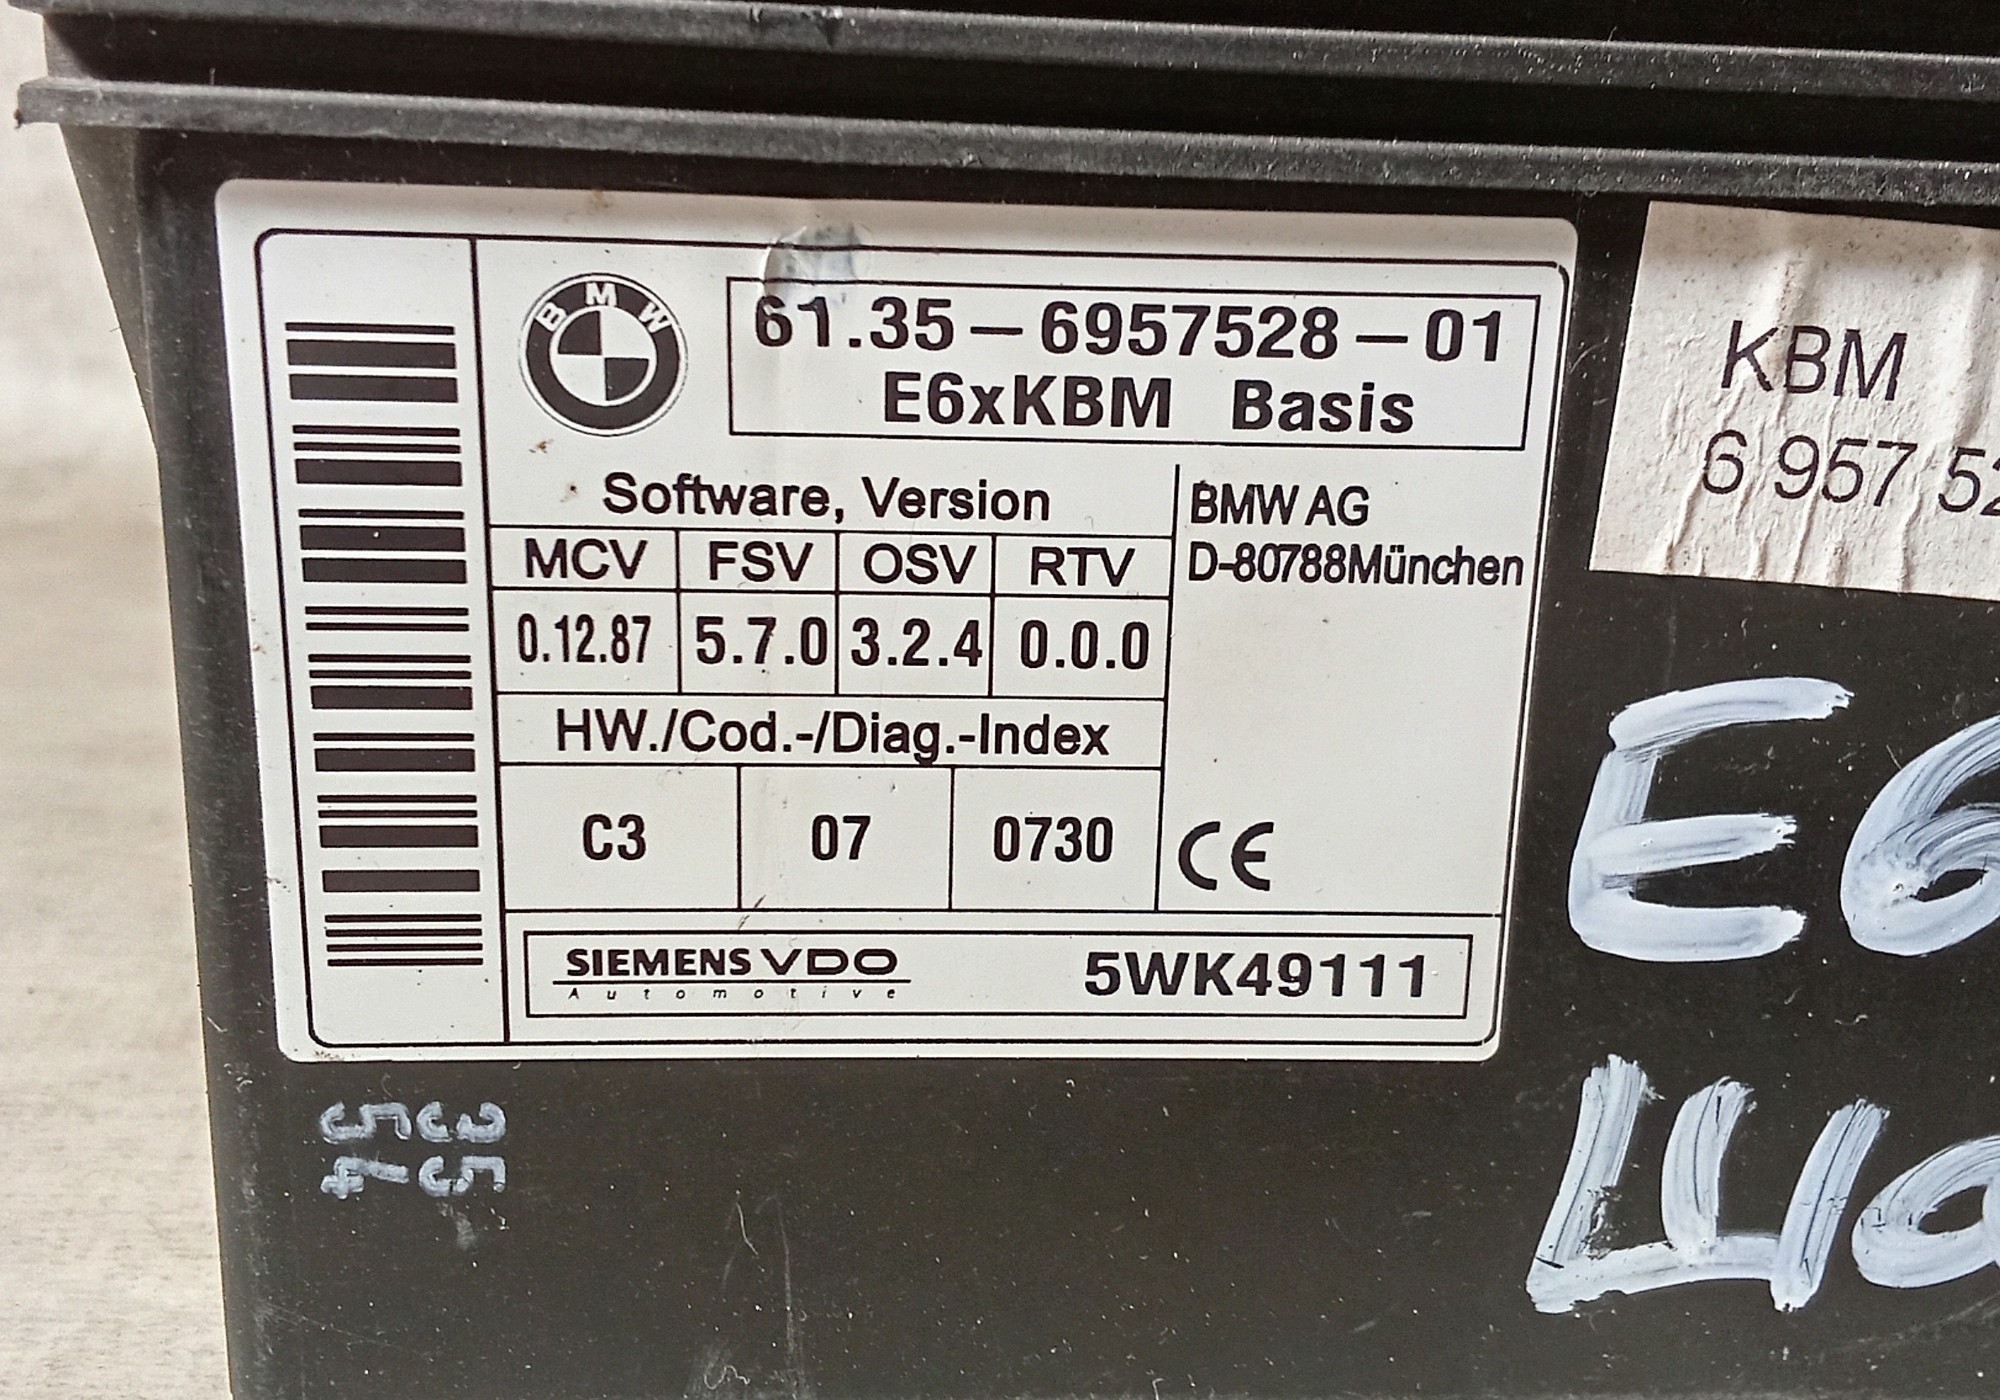 BMW
61.35-6957528-01
E6xKBM Basis
Software, Version
MCV FSV OSV RTV
0.12.87 5.7.0 3.2.4 0.0.0
HW./Cod.-/Diag.-Index
C3 07 0730
BMW AG
D-80788München
CE
SIEMENS VDO
Automotive
5WK49111
KBM
6 957 52
E6